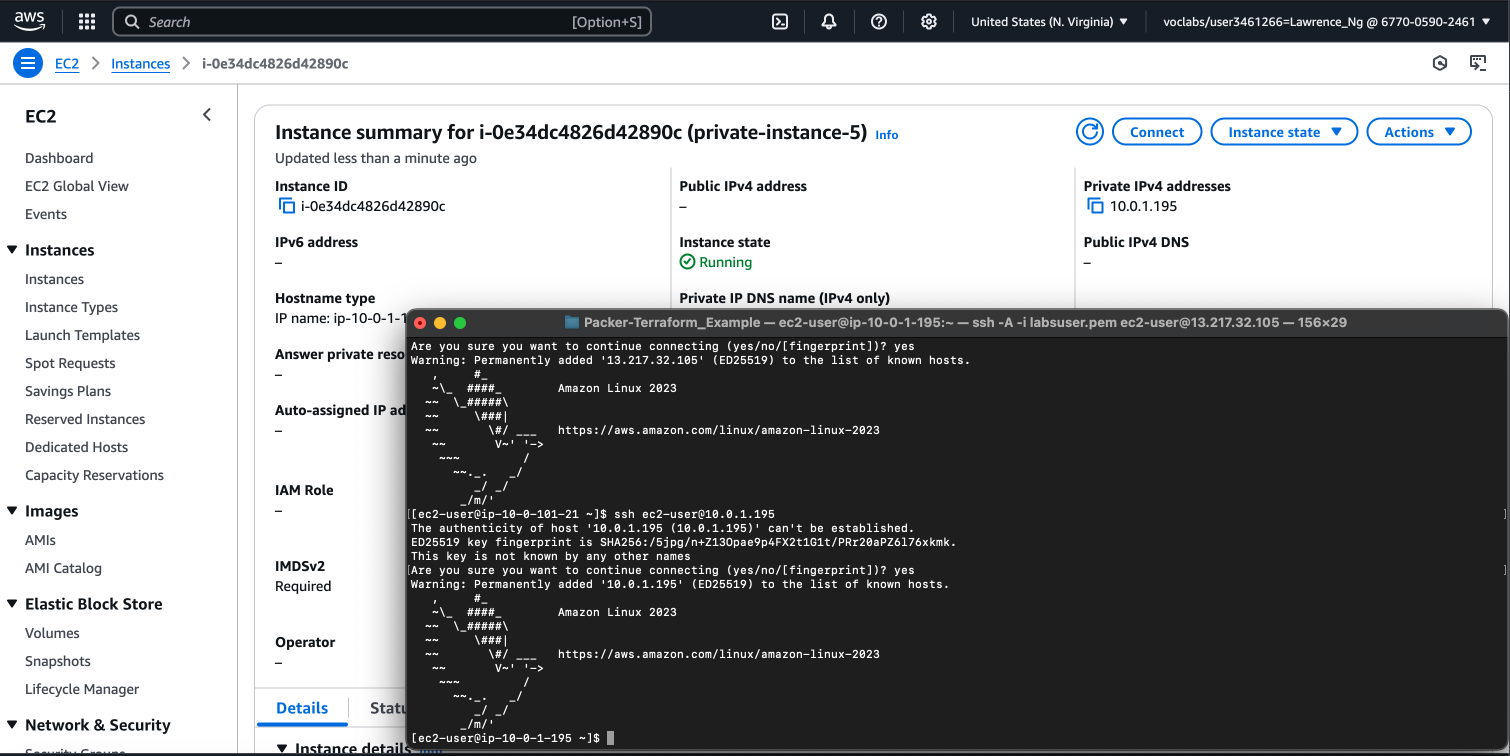 aws
Search
[Option+S]
United States (N. Virginia) ▼
voclabs/user3461266=Lawrence_Ng @ 6770-0590-2461 ▼
EC2 > Instances > i-0e34dc4826d42890c
EC2
Dashboard
EC2 Global View
Events
Instances
Instances
Instance Types
Launch Templates
Spot Requests
Savings Plans
Reserved Instances
Dedicated Hosts
Capacity Reservations
Images
AMIs
AMI Catalog
Elastic Block Store
Volumes
Snapshots
Lifecycle Manager
Network & Security
Instance summary for i-0e34dc4826d42890c (private-instance-5) Info
Updated less than a minute ago
Connect
Instance state ▼
Actions ▼
Instance ID
i-0e34dc4826d42890c
Public IPv4 address
–
Private IPv4 addresses
10.0.1.195
IPv6 address
–
Instance state
Running
Public IPv4 DNS
–
Hostname type
IP name: ip-10-0-1-1
Private IP DNS name (IPv4 only)
Answer private reso
–
Auto-assigned IP ad
–
IAM Role
–
IMDSv2
Required
Operator
–
Details
Statu
Instance details
Packer-Terraform_Example — ec2-user@ip-10-0-1-195:~ — ssh -A -i labsuser.pem ec2-user@13.217.32.105 — 156×29
Are you sure you want to continue connecting (yes/no/[fingerprint])? yes
Warning: Permanently added '13.217.32.105' (ED25519) to the list of known hosts.
   ,     #_
   ~\_  ####_        Amazon Linux 2023
  ~~  \_#####\
  ~~     \###|
  ~~       \#/ ___   https://aws.amazon.com/linux/amazon-linux-2023
   ~~       V~' '->
    ~~~         /
      ~~._.   _/
         _/ _/
       _/m/'
[[ec2-user@ip-10-0-101-21 ~]$ ssh ec2-user@10.0.1.195 ]
The authenticity of host '10.0.1.195 (10.0.1.195)' can't be established.
ED25519 key fingerprint is SHA256:/5jpg/n+Z13Opae9p4FX2t1G1t/PRr20aPZ6l76xkmk.
This key is not known by any other names
[Are you sure you want to continue connecting (yes/no/[fingerprint])? yes ]
Warning: Permanently added '10.0.1.195' (ED25519) to the list of known hosts.
   ,     #_
   ~\_  ####_        Amazon Linux 2023
  ~~  \_#####\
  ~~     \###|
  ~~       \#/ ___   https://aws.amazon.com/linux/amazon-linux-2023
   ~~       V~' '->
    ~~~         /
      ~~._.   _/
         _/ _/
       _/m/'
[ec2-user@ip-10-0-1-195 ~]$